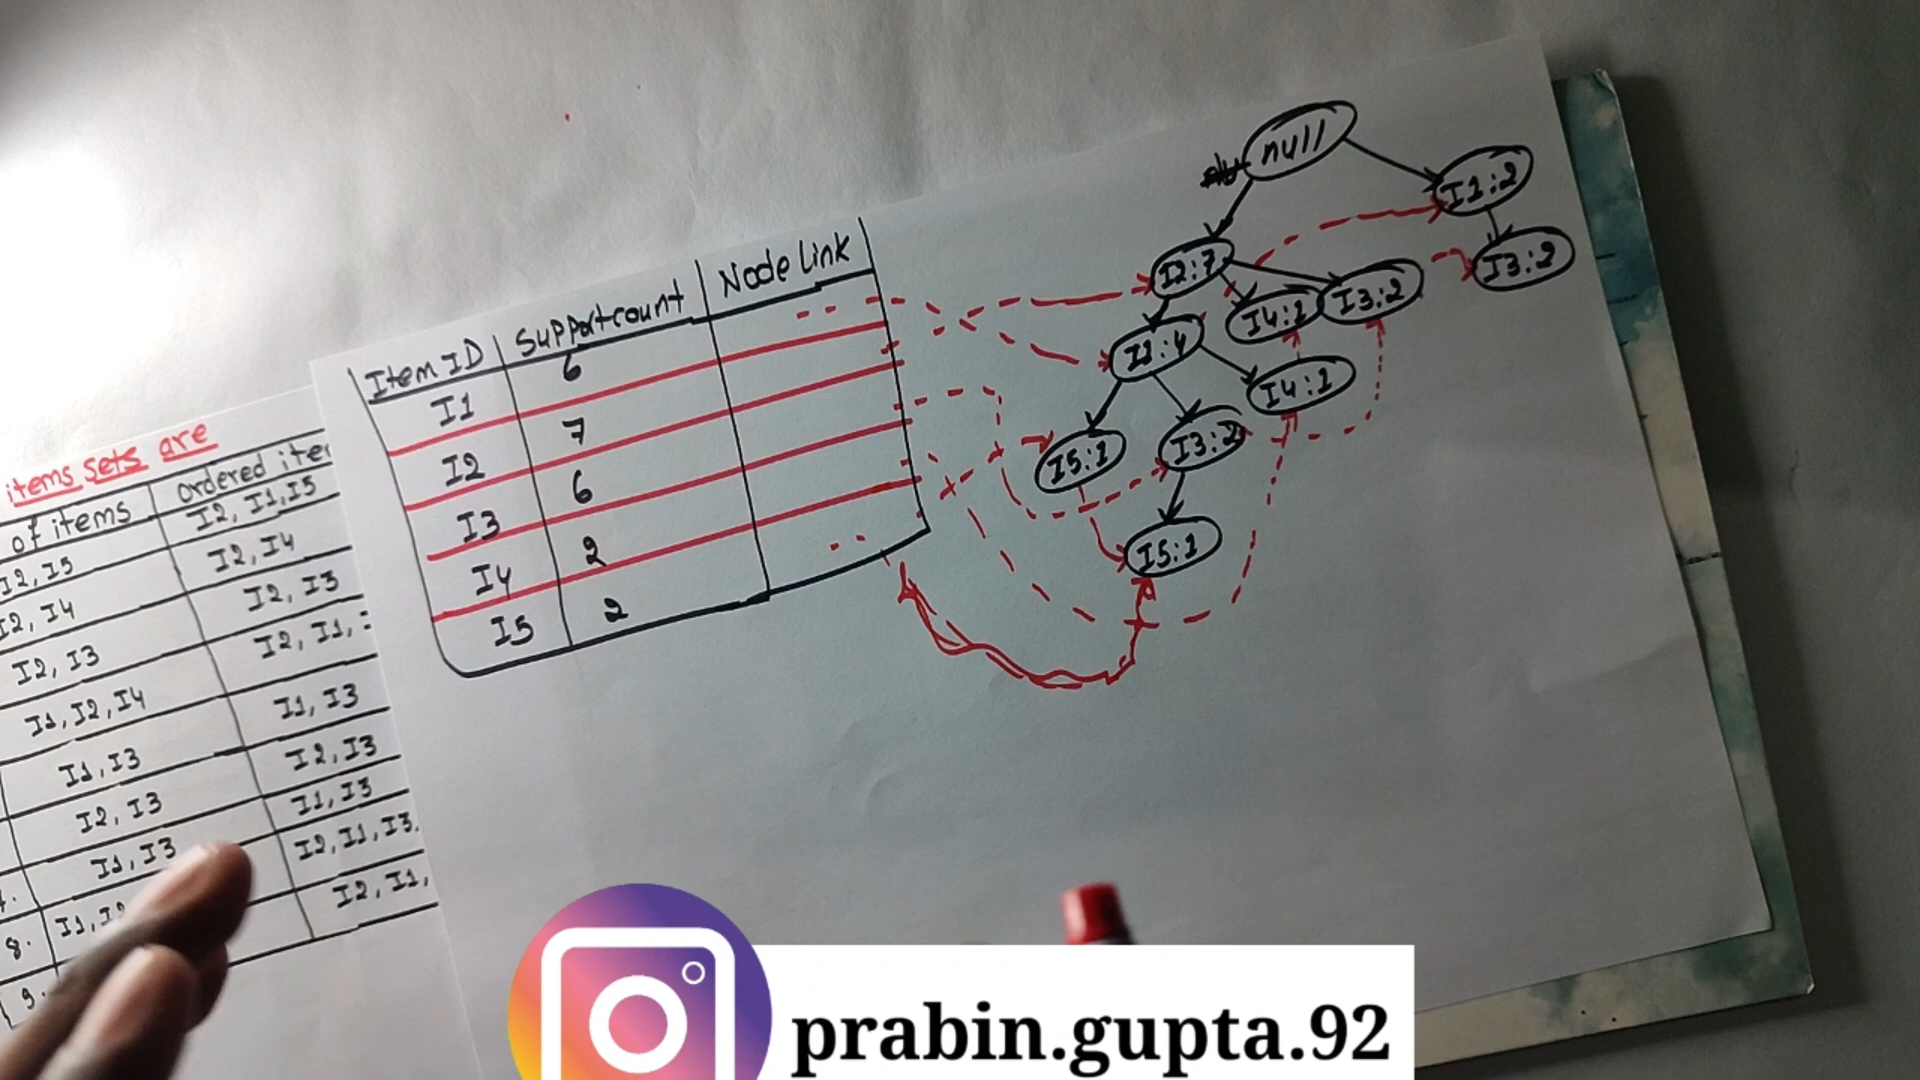 items sets are
of items
ordered iter
I2, I5
I2, I1, I5
I2, I4
I2, I4
I2, I3
I2, I3
I1, I2, I4
I2, I1,
I1, I3
I1, I3
I2, I3
I2, I3
I1, I3
I1, I3
8.
I1, I2
I2, I1, I3.
9.
I2, I1,
Item ID
Supportcount
Node link
I1
6
I2
7
I3
6
I4
2
I5
2
null
I1:2
I2:7
I3:2
I4:1
I3:2
I1:4
I4:1
I5:1
I3:2
I5:1
prabin.gupta.92